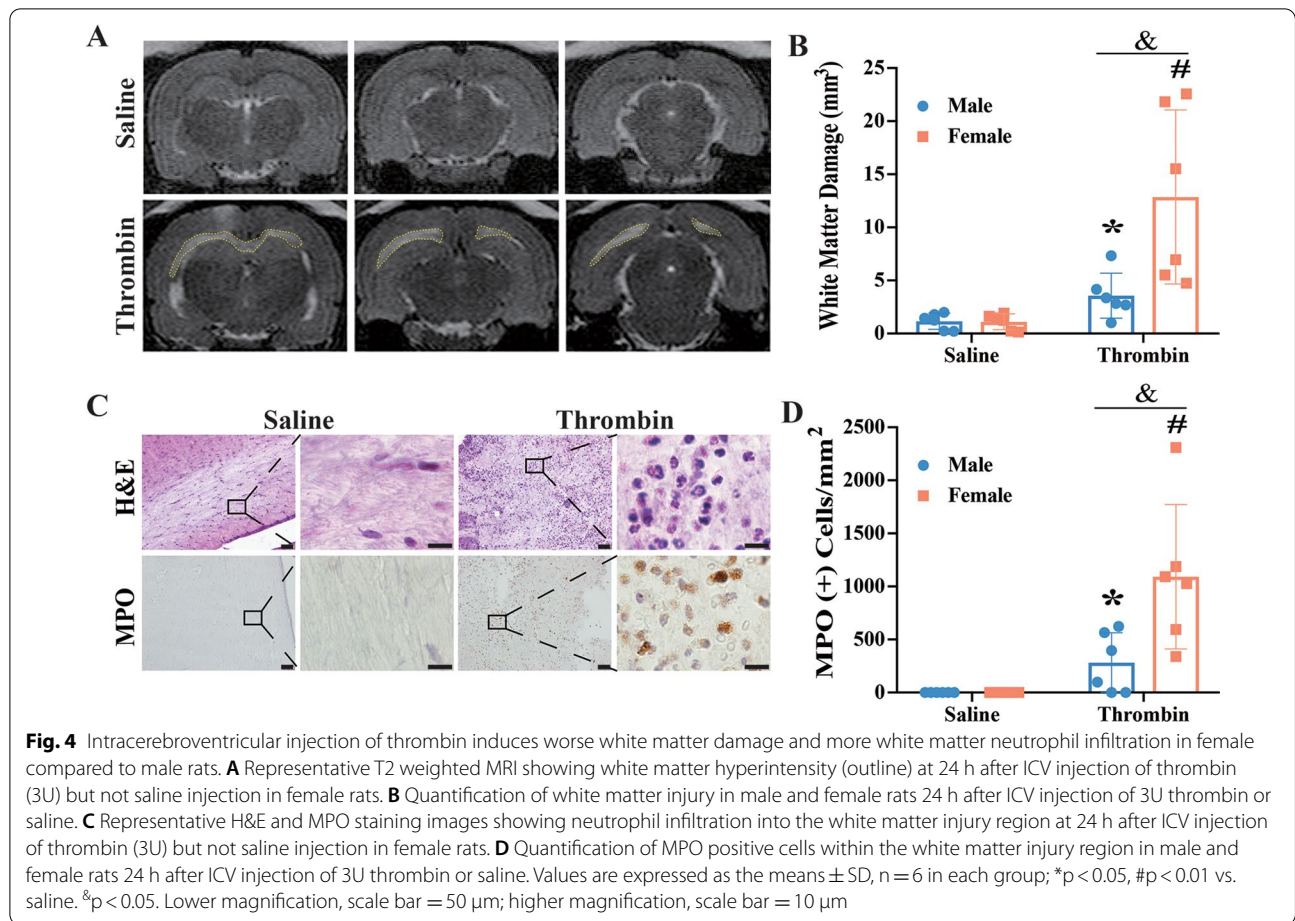 A
Saline
Thrombin
B
White Matter Damage (mm³)
25
20
15
10
5
0
Male
Female
*
&
#
Saline
Thrombin
C
Saline
Thrombin
H&E
MPO
D
MPO (+) Cells/mm²
2500
2000
1500
1000
500
0
Male
Female
*
&
#
Saline
Thrombin
Fig. 4 Intracerebroventricular injection of thrombin induces worse white matter damage and more white matter neutrophil infiltration in female
compared to male rats. A Representative T2 weighted MRI showing white matter hyperintensity (outline) at 24 h after ICV injection of thrombin
(3U) but not saline injection in female rats. B Quantification of white matter injury in male and female rats 24 h after ICV injection of 3U thrombin or
saline. C Representative H&E and MPO staining images showing neutrophil infiltration into the white matter injury region at 24 h after ICV injection
of thrombin (3U) but not saline injection in female rats. D Quantification of MPO positive cells within the white matter injury region in male and
female rats 24 h after ICV injection of 3U thrombin or saline. Values are expressed as the means ± SD, n = 6 in each group; *p < 0.05, #p < 0.01 vs.
saline. &p < 0.05. Lower magnification, scale bar = 50 µm; higher magnification, scale bar = 10 µm